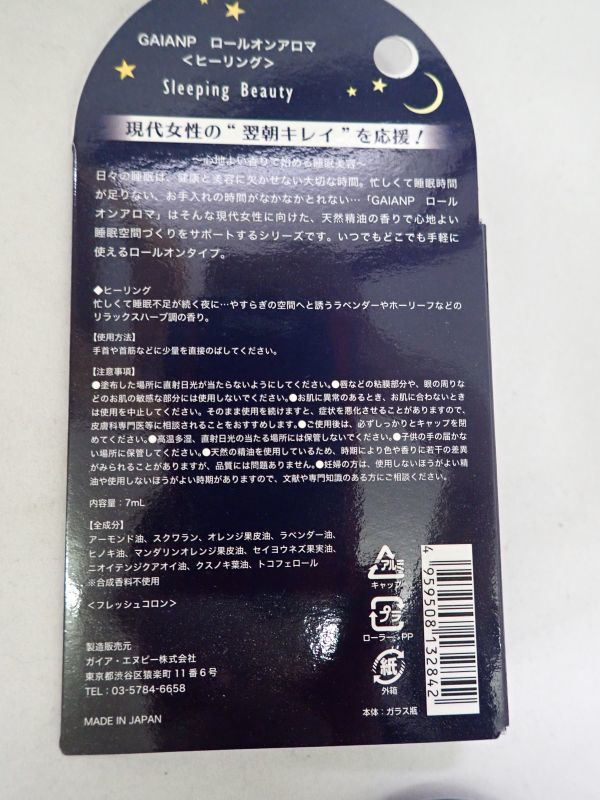 GAIANP ロールオンアロマ
＜ヒーリング＞
Sleeping Beauty
現代女性の“翌朝キレイ”を応援！
～心地よい香りで始める睡眠美容～
日々の睡眠は、健康と美容に欠かせない大切な時間。忙しくて睡眠時間
が足りない、お手入れの時間がなかなかとれない…「GAIANP ロール
オンアロマ」はそんな現代女性に向けた、天然精油の香りで心地よい
睡眠空間づくりをサポートするシリーズです。いつでもどこでも手軽に
使えるロールオンタイプ。
◆ヒーリング
忙しくて睡眠不足が続く夜に…やすらぎの空間へと誘うラベンダーやホーリーフなどの
リラックスハーブ調の香り。
【使用方法】
手首や首筋などに少量を直接のばしてください。
【注意事項】
●塗布した場所に直射日光が当たらないようにしてください。●唇などの粘膜部分や、眼の周りな
どのお肌の敏感な部分には使用しないでください。●お肌に異常のあるとき、お肌に合わないとき
は使用を中止してください。そのまま使用を続けますと、症状を悪化させることがありますので、
皮膚科専門医等に相談されることをおすすめします。●ご使用後は、必ずしっかりとキャップを閉
めてください。●高温多湿、直射日光の当たる場所には保管しないでください。●子供の手の届かな
い場所に保管してください。●天然の精油を使用しているため、時期により色や香りに若干の差異
がみられることがありますが、品質には問題ありません。●妊婦の方は、使用しないほうがよい精
油や使用しないほうがよい時期がありますので、文献や専門知識のある方にご相談ください。
内容量：7mL
【全成分】
アーモンド油、スクワラン、オレンジ果皮油、ラベンダー油、
ヒノキ油、マンダリンオレンジ果皮油、セイヨウネズ果実油、
ニオイテンジクアオイ油、クスノキ葉油、トコフェロール
※合成香料不使用
＜フレッシュコロン＞
製造販売元
ガイア・エヌピー株式会社
東京都渋谷区猿楽町11番6号
TEL：03-5784-6658
MADE IN JAPAN
アルミ
キャップ
プラ
ローラー：PP
紙
外箱
本体：ガラス瓶
4 959508 132842